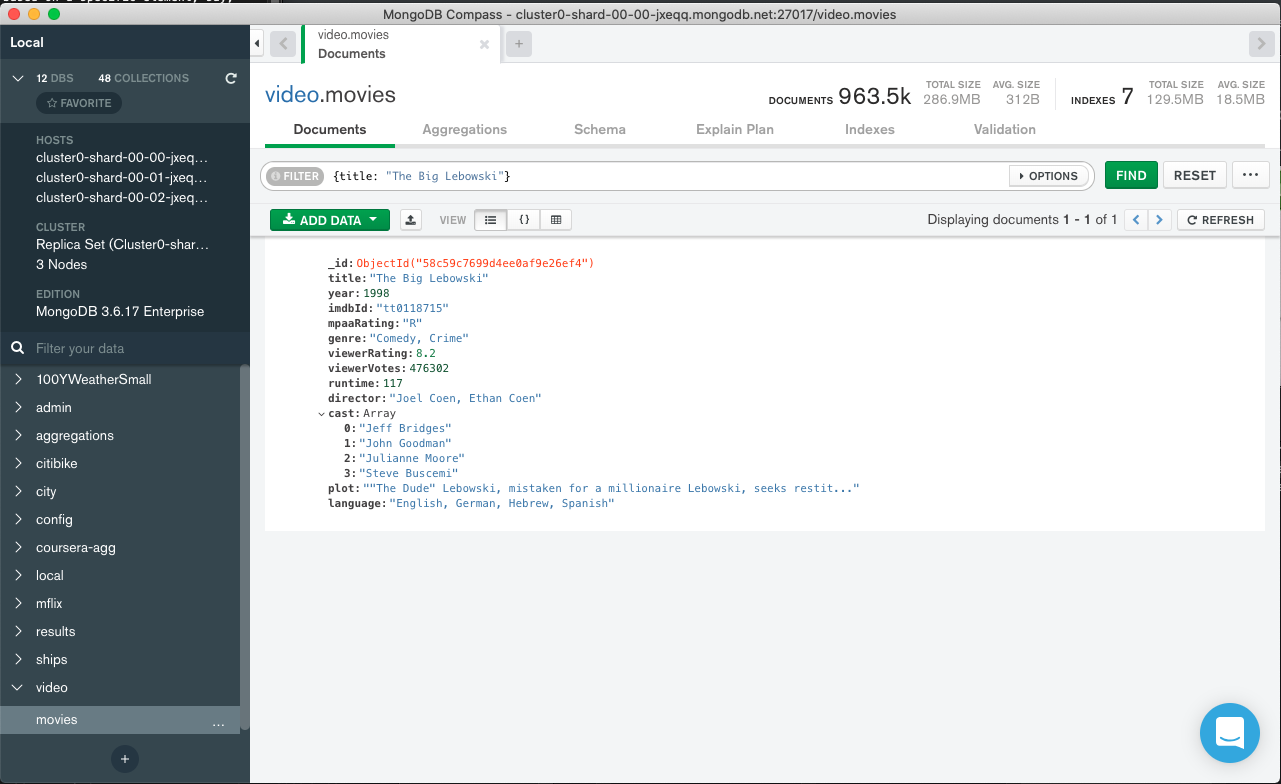 MongoDB Compass - cluster0-shard-00-00-jxeqq.mongodb.net:27017/video.movies
Local
12 DBS 48 COLLECTIONS
FAVORITE
HOSTS
cluster0-shard-00-00-jxeq...
cluster0-shard-00-01-jxeq...
cluster0-shard-00-02-jxeq...
CLUSTER
Replica Set (Cluster0-shar...
3 Nodes
EDITION
MongoDB 3.6.17 Enterprise
Filter your data
100YWeatherSmall
admin
aggregations
citibike
city
config
coursera-agg
local
mflix
results
ships
video
movies ...
+
video.movies
Documents
+
video.movies
DOCUMENTS 963.5k TOTAL SIZE 286.9MB AVG. SIZE 312B
INDEXES 7 TOTAL SIZE 129.5MB AVG. SIZE 18.5MB
Documents Aggregations Schema Explain Plan Indexes Validation
FILTER {title: "The Big Lebowski"} OPTIONS FIND RESET ...
ADD DATA VIEW {} Displaying documents 1 - 1 of 1 < > REFRESH
_id:ObjectId("58c59c7699d4ee0af9e26ef4")
title:"The Big Lebowski"
year:1998
imdbId:"tt0118715"
mpaaRating:"R"
genre:"Comedy, Crime"
viewerRating:8.2
viewerVotes:476302
runtime:117
director:"Joel Coen, Ethan Coen"
cast:Array
0:"Jeff Bridges"
1:"John Goodman"
2:"Julianne Moore"
3:"Steve Buscemi"
plot:""The Dude" Lebowski, mistaken for a millionaire Lebowski, seeks restit..."
language:"English, German, Hebrew, Spanish"